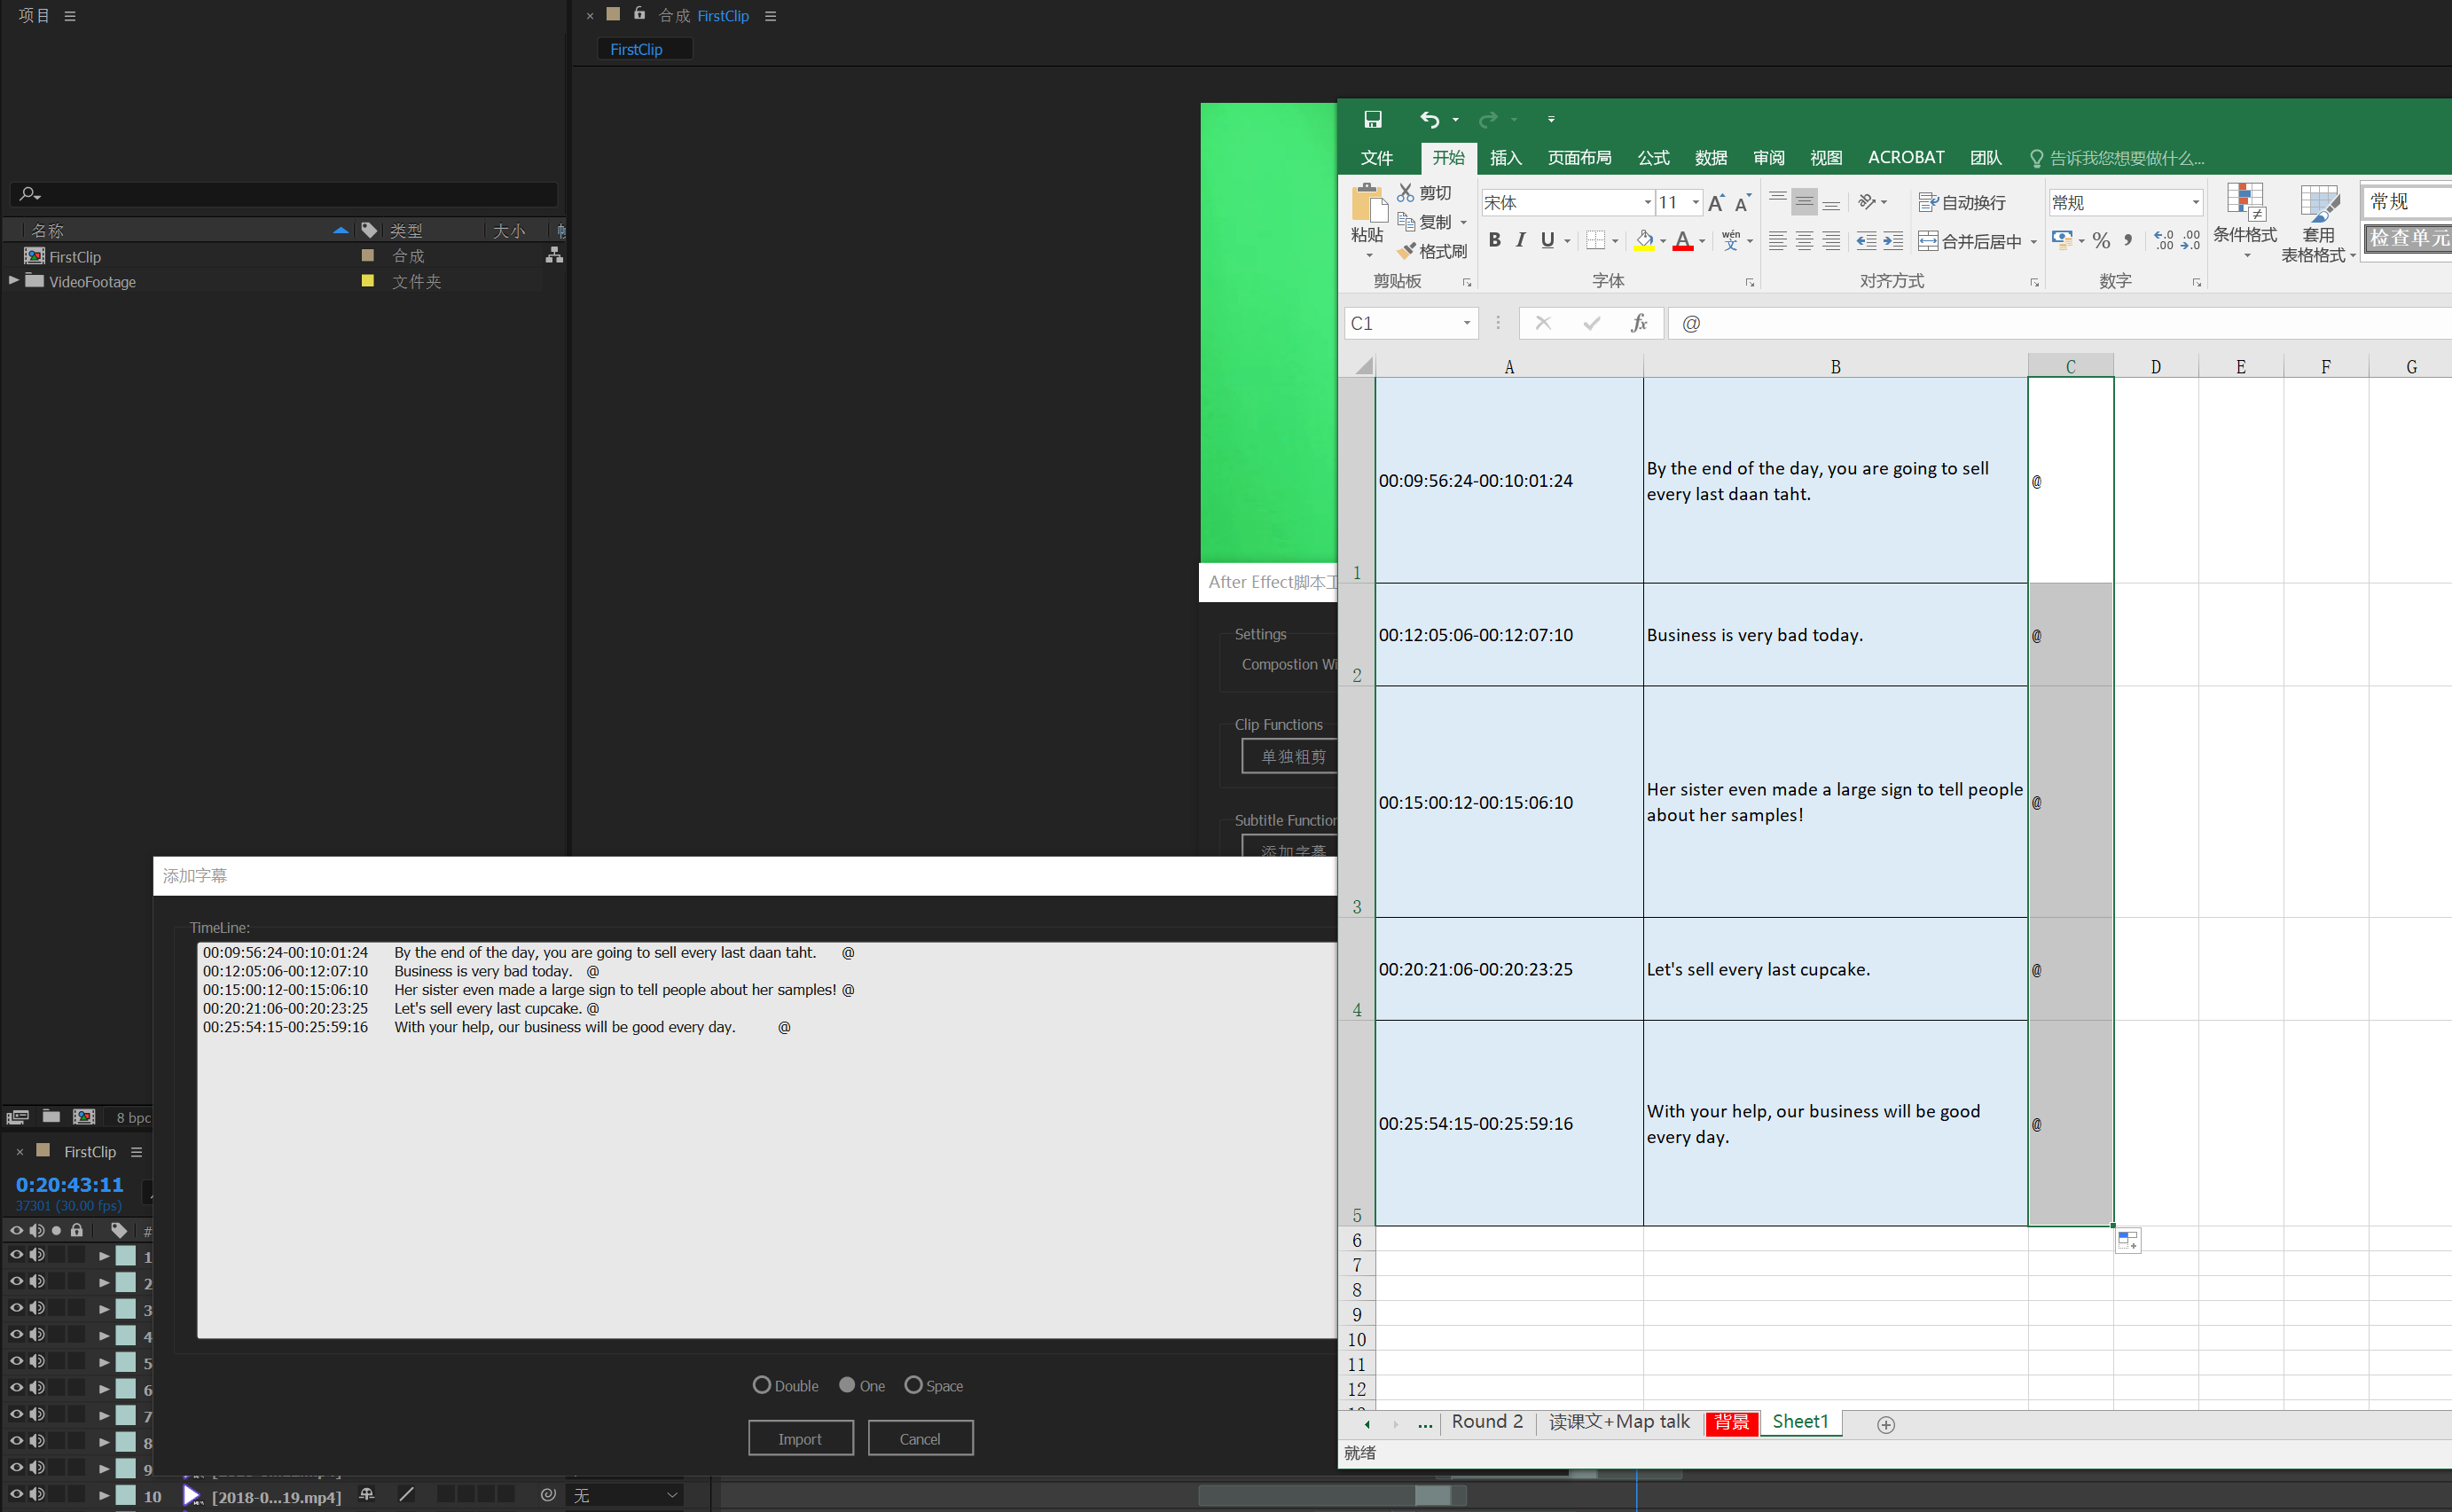 项目
合成 FirstClip
FirstClip
名称
类型
大小
FirstClip
合成
VideoFootage
文件夹
After Effect脚本工
Settings
Compostion Wi
Clip Functions
单独粗剪
Subtitle Function
添加字幕
添加字幕
TimeLine:
00:09:56:24-00:10:01:24 By the end of the day, you are going to sell every last daan taht. @
00:12:05:06-00:12:07:10 Business is very bad today. @
00:15:00:12-00:15:06:10 Her sister even made a large sign to tell people about her samples! @
00:20:21:06-00:20:23:25 Let's sell every last cupcake. @
00:25:54:15-00:25:59:16 With your help, our business will be good every day. @
Double One Space
Import Cancel
8 bpc
FirstClip
0:20:43:11
37301 (30.00 fps)
#
1
2
3
4
5
6
7
8
9
10 [2018-0...19.mp4] 无
文件 开始 插入 页面布局 公式 数据 审阅 视图 ACROBAT 团队 告诉我您想要做什么...
粘贴
剪切
复制
格式刷
剪贴板
宋体 11
B I U
wén
文
字体
自动换行
合并后居中
对齐方式
常规
%
数字
条件格式
套用
表格格式
常规
检查单元
C1 fx @
A B C D E F G
1 00:09:56:24-00:10:01:24 By the end of the day, you are going to sell
every last daan taht. @
2 00:12:05:06-00:12:07:10 Business is very bad today. @
3 00:15:00:12-00:15:06:10 Her sister even made a large sign to tell people
about her samples! @
4 00:20:21:06-00:20:23:25 Let's sell every last cupcake. @
5 00:25:54:15-00:25:59:16 With your help, our business will be good
every day. @
6
7
8
9
10
11
12
... Round 2 读课文+Map talk 背景 Sheet1
就绪